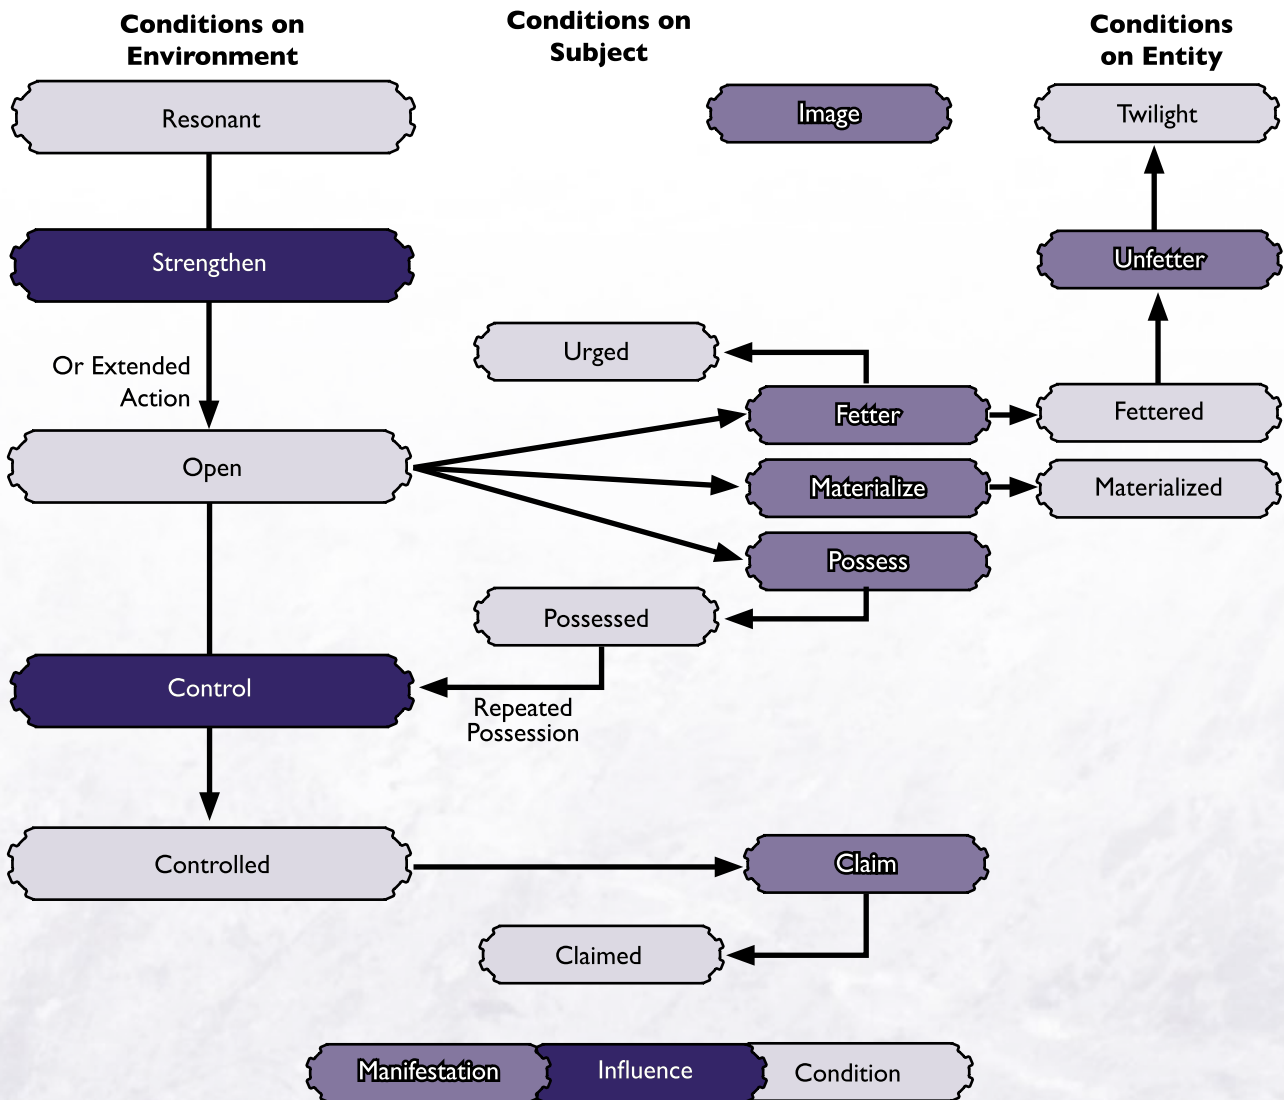 Conditions on
Environment
Conditions on
Subject
Conditions
on Entity
Resonant
Image
Twilight
Strengthen
Unfetter
Or Extended
Action
Urged
Fetter
Fettered
Open
Materialize
Materialized
Possess
Possessed
Control
Repeated
Possession
Controlled
Claim
Claimed
Manifestation
Influence
Condition